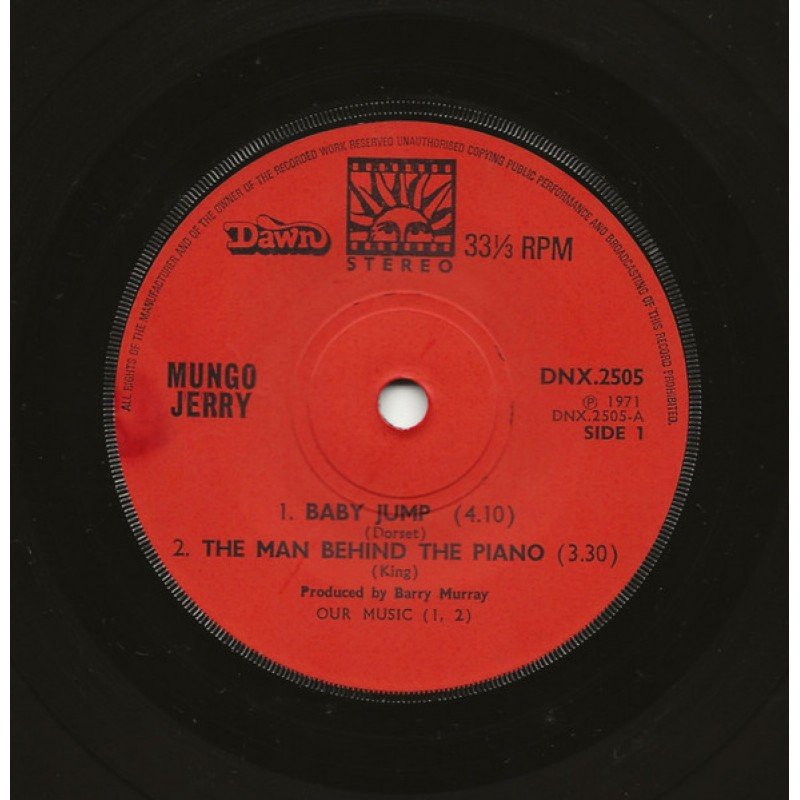 ALL RIGHTS OF THE MANUFACTURER AND OF THE OWNER OF THE RECORDED WORK RESERVED UNAUTHORISED COPYING PUBLIC PERFORMANCE AND BROADCASTING OF THIS RECORD PROHIBITED.
Dawn
STEREO
33⅓ RPM
MUNGO
JERRY
DNX.2505
Ⓟ 1971
DNX.2505-A
SIDE 1
1. BABY JUMP (4.10)
(Dorset)
2. THE MAN BEHIND THE PIANO (3.30)
(King)
Produced by Barry Murray
OUR MUSIC (1, 2)